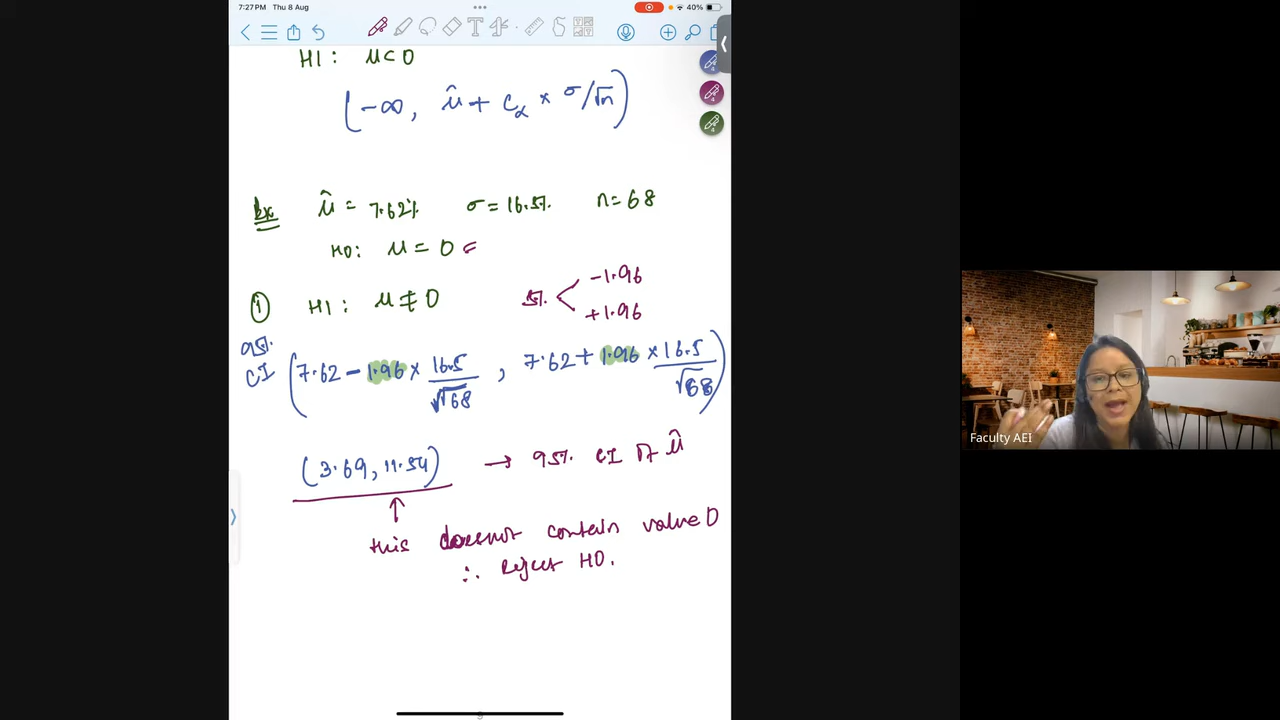 7:27 PM Thu 8 Aug
40%
H1 : μ < 0
(-∞, μ̂ + Cα × σ/√n)
Ex μ̂ = 7.62% σ = 16.5% n = 68
H0: μ = 0 =
(i) H1 : μ ≠ 0
5% < -1.96
+1.96
95% CI (7.62 - 1.96 × 16.5/√68 , 7.62 + 1.96 × 16.5/√68)
(3.69, 11.54) → 95% CI of μ̂
↑
this doesnot contain value 0
∴ Reject H0.
Faculty AEI
9